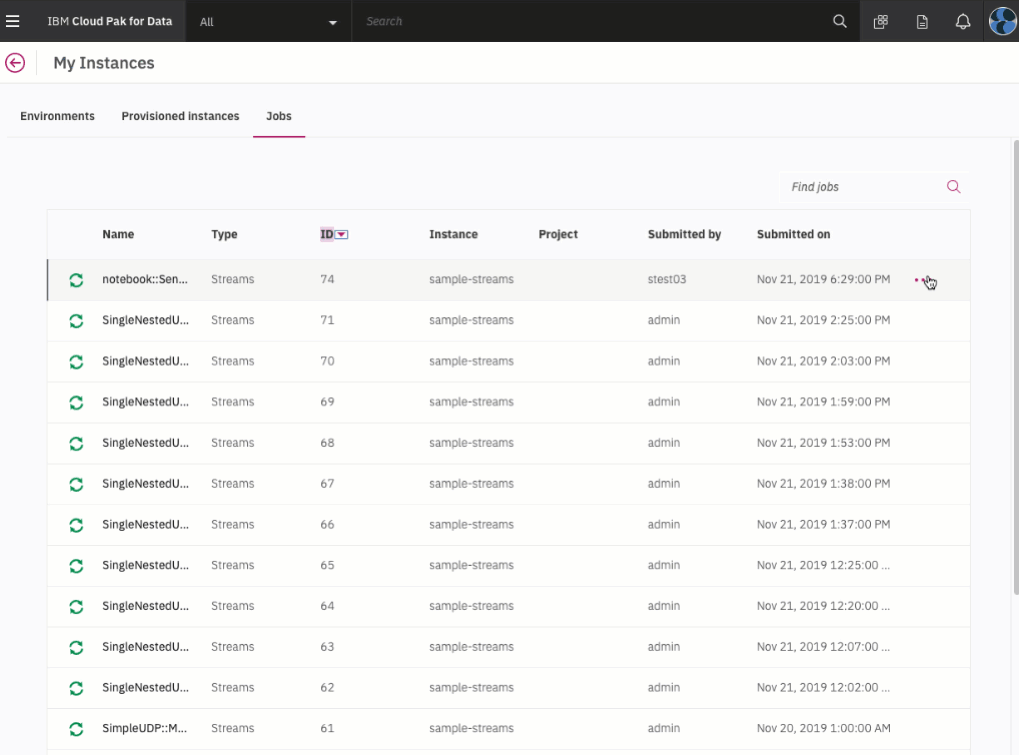 IBM Cloud Pak for Data All Search
My Instances
Environments Provisioned instances Jobs
Find jobs
Name Type ID Instance Project Submitted by Submitted on
notebook::Sen... Streams 74 sample-streams stest03 Nov 21, 2019 6:29:00 PM
SingleNestedU... Streams 71 sample-streams admin Nov 21, 2019 2:25:00 PM
SingleNestedU... Streams 70 sample-streams admin Nov 21, 2019 2:03:00 PM
SingleNestedU... Streams 69 sample-streams admin Nov 21, 2019 1:59:00 PM
SingleNestedU... Streams 68 sample-streams admin Nov 21, 2019 1:53:00 PM
SingleNestedU... Streams 67 sample-streams admin Nov 21, 2019 1:38:00 PM
SingleNestedU... Streams 66 sample-streams admin Nov 21, 2019 1:37:00 PM
SingleNestedU... Streams 65 sample-streams admin Nov 21, 2019 12:25:00 ...
SingleNestedU... Streams 64 sample-streams admin Nov 21, 2019 12:20:00 ...
SingleNestedU... Streams 63 sample-streams admin Nov 21, 2019 12:07:00 ...
SingleNestedU... Streams 62 sample-streams admin Nov 21, 2019 12:02:00 ...
SimpleUDP::M... Streams 61 sample-streams admin Nov 20, 2019 1:00:00 AM